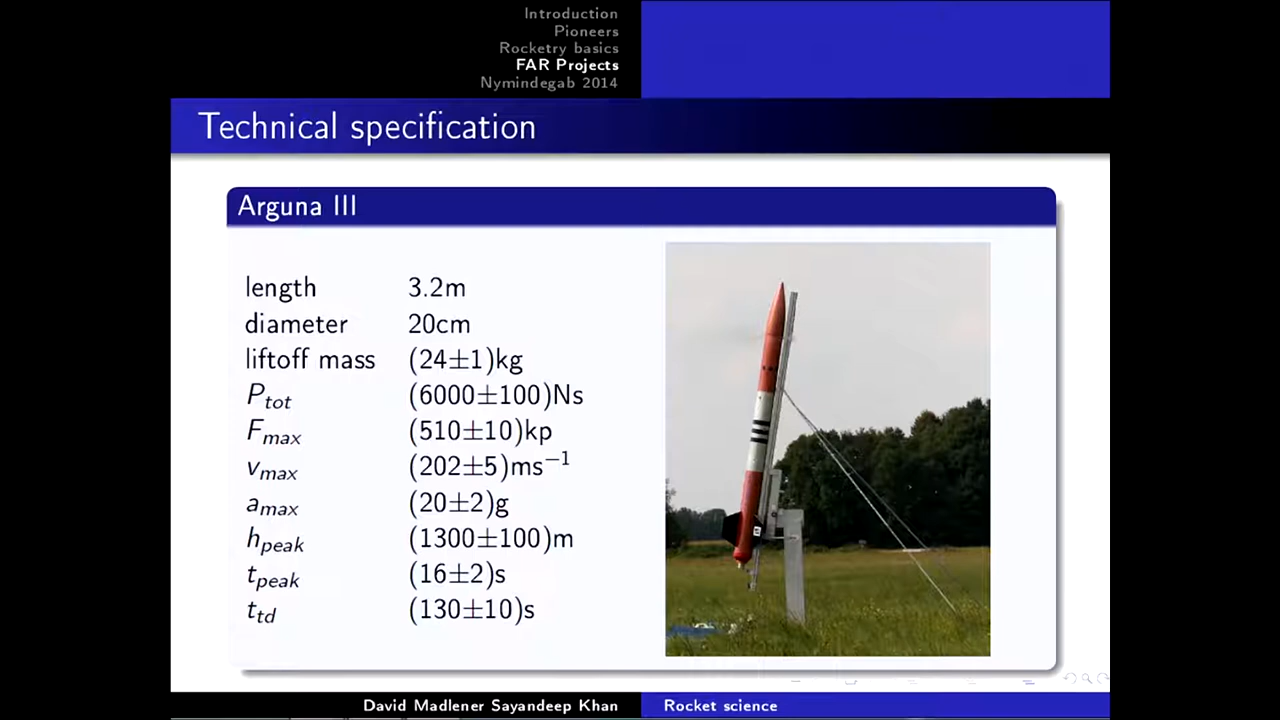 Introduction
Pioneers
Rocketry basics
FAR Projects
Nymindegab 2014
Technical specification
Arguna III
length 3.2m
diameter 20cm
liftoff mass (24±1)kg
P_tot (6000±100)Ns
F_max (510±10)kp
v_max (202±5)ms⁻¹
a_max (20±2)g
h_peak (1300±100)m
t_peak (16±2)s
t_td (130±10)s
David Madlener Sayandeep Khan Rocket science